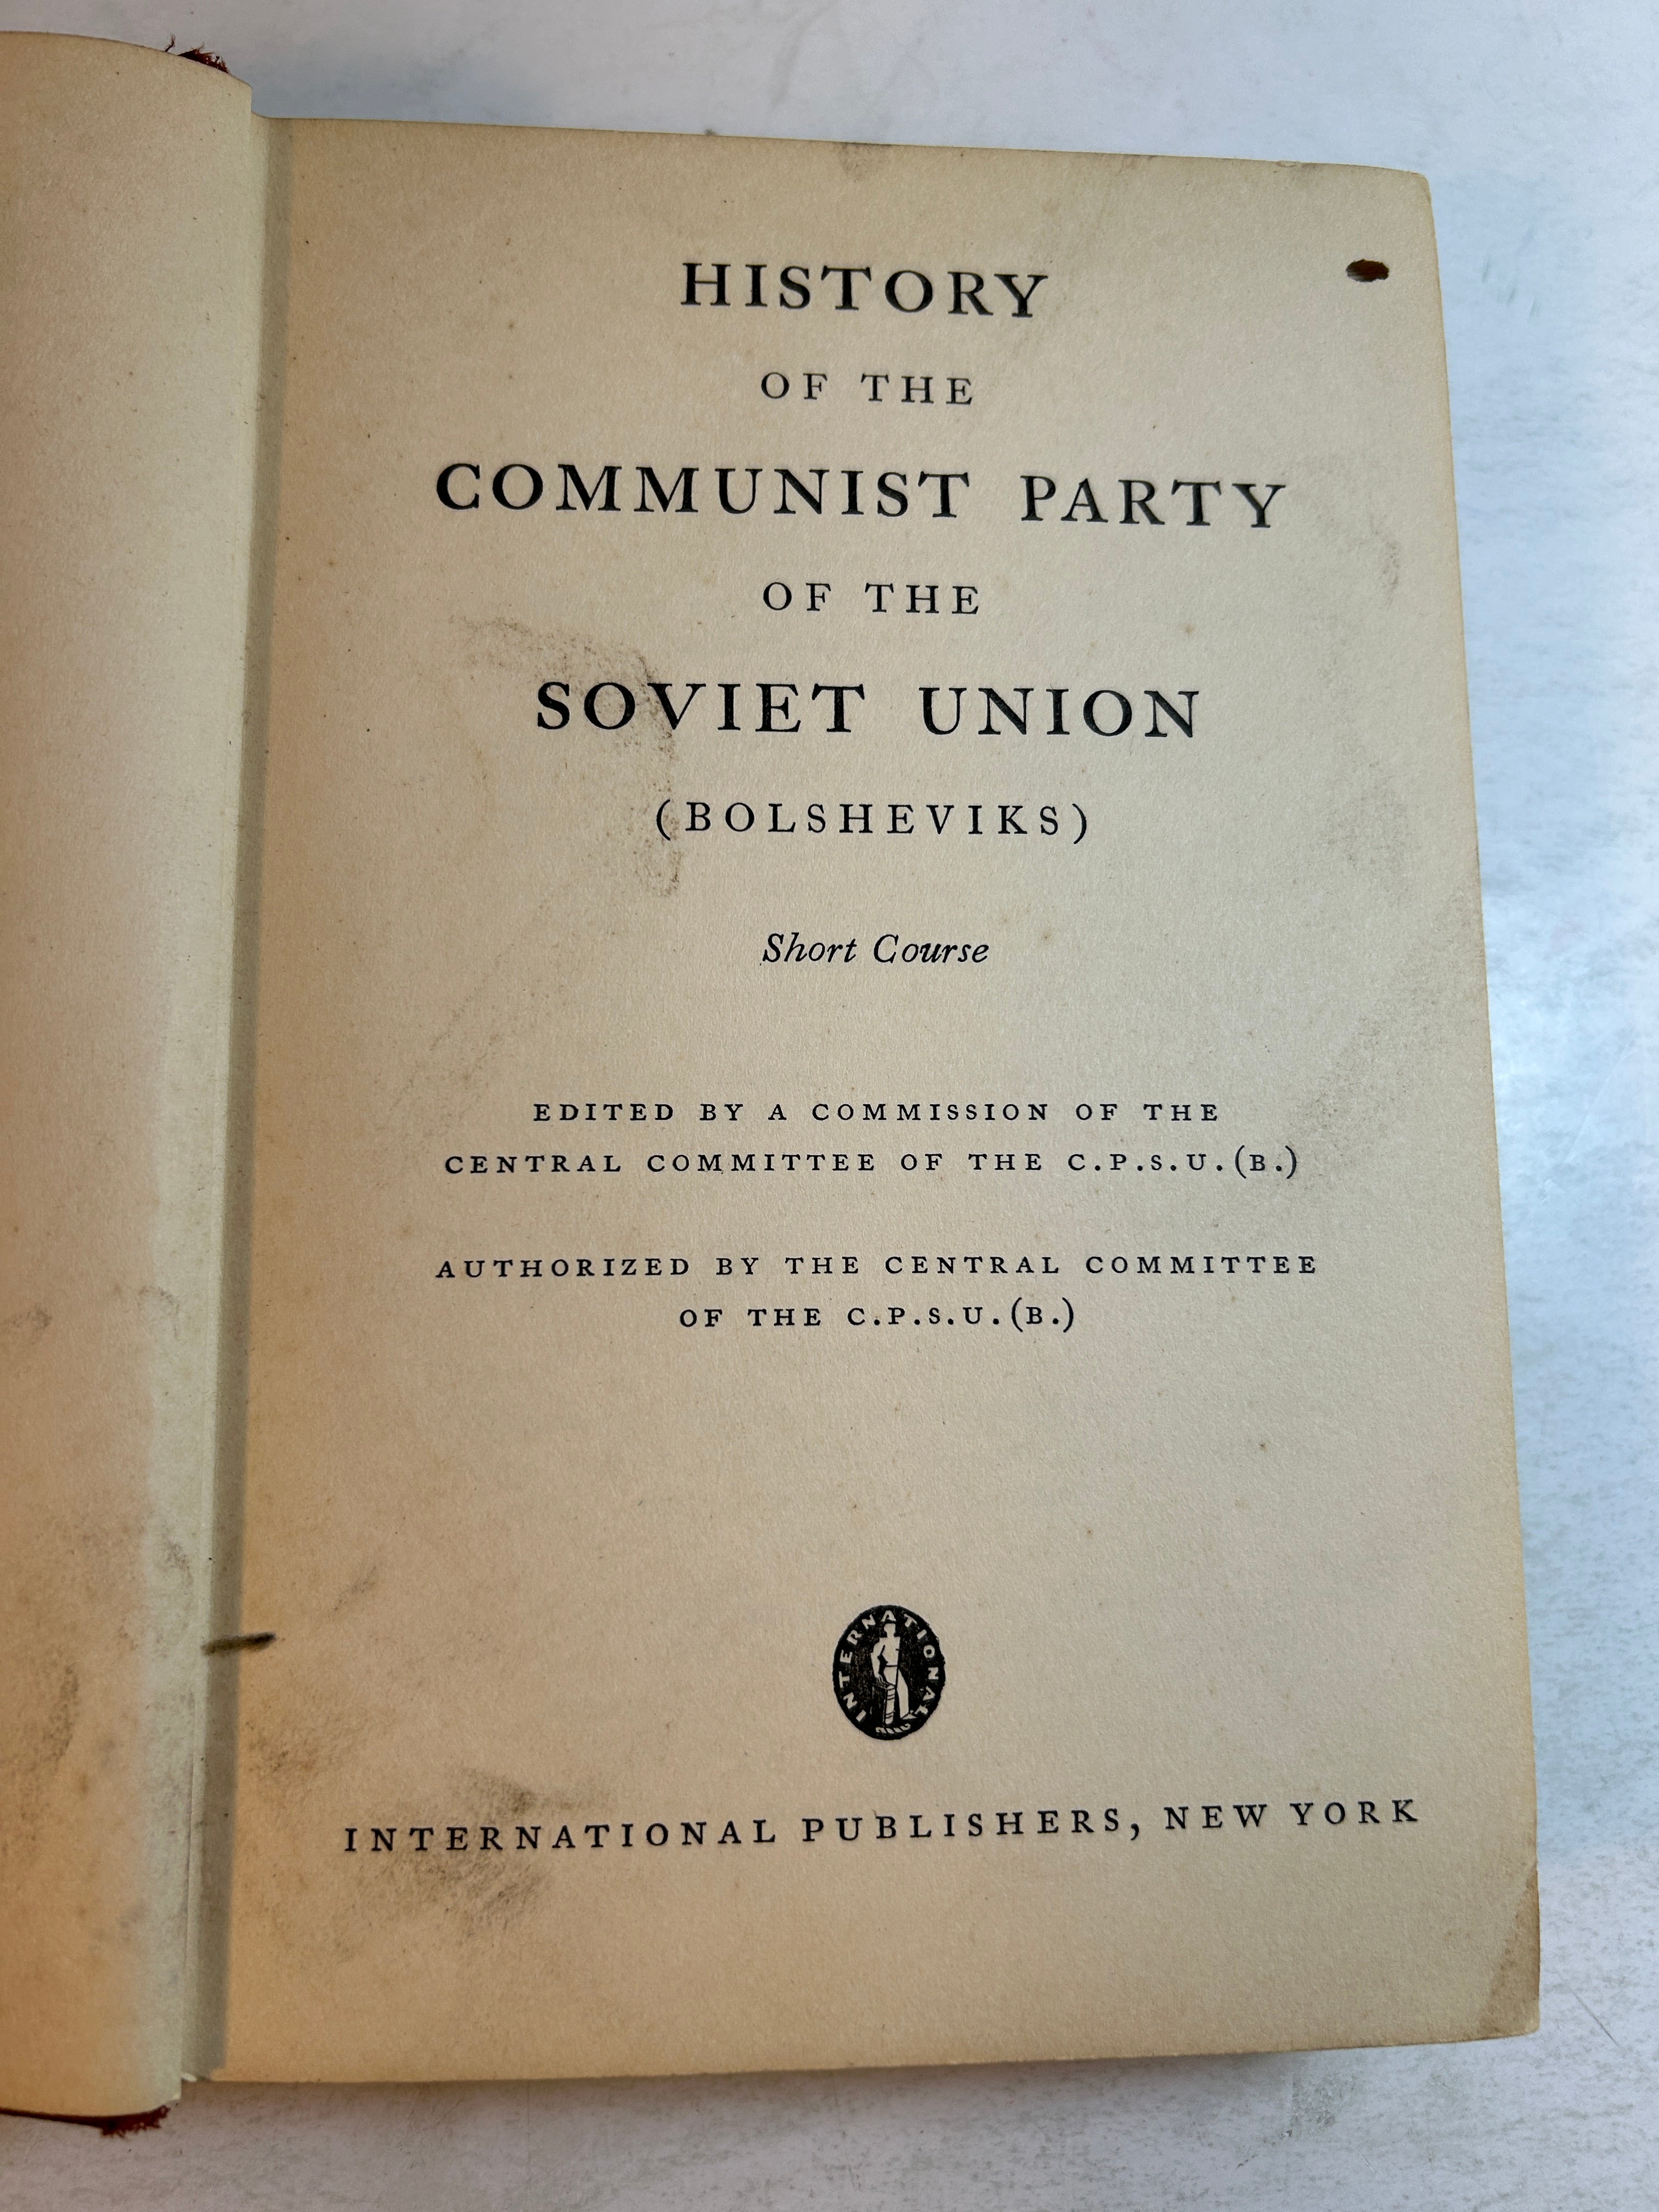 HISTORY
OF THE
COMMUNIST PARTY
OF THE
SOVIET UNION
(BOLSHEVIKS)
Short Course
EDITED BY A COMMISSION OF THE
CENTRAL COMMITTEE OF THE C.P.S.U.(B.)
AUTHORIZED BY THE CENTRAL COMMITTEE
OF THE C.P.S.U.(B.)
INTERNATIONAL
INTERNATIONAL PUBLISHERS, NEW YORK